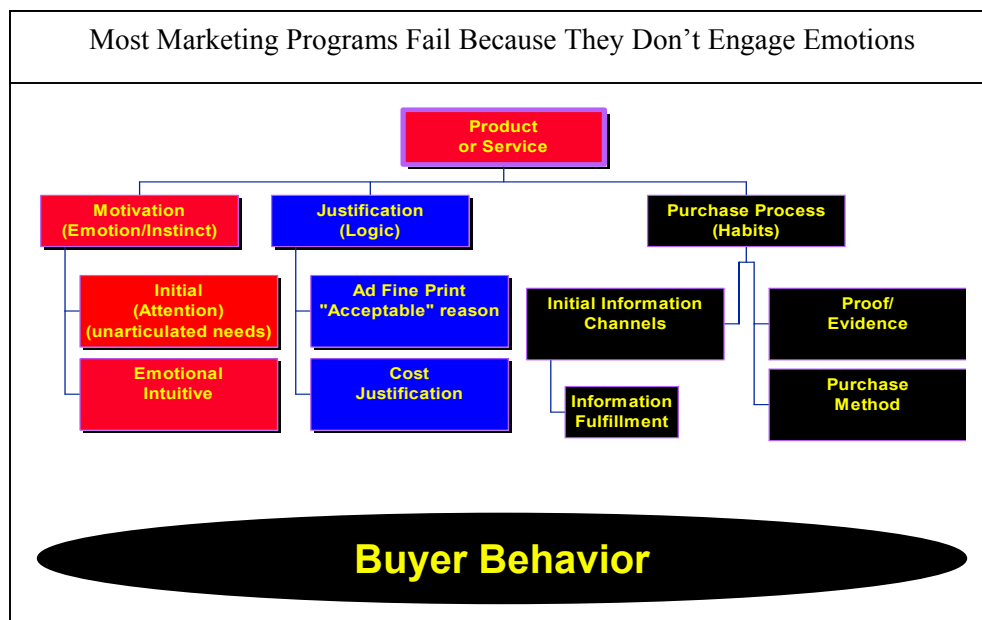 Most Marketing Programs Fail Because They Don’t Engage Emotions
Product
or Service
Motivation
(Emotion/Instinct)
Justification
(Logic)
Purchase Process
(Habits)
Initial
(Attention)
(unarticulated needs)
Ad Fine Print
"Acceptable" reason
Initial Information
Channels
Proof/
Evidence
Emotional
Intuitive
Cost
Justification
Information
Fulfillment
Purchase
Method
Buyer Behavior